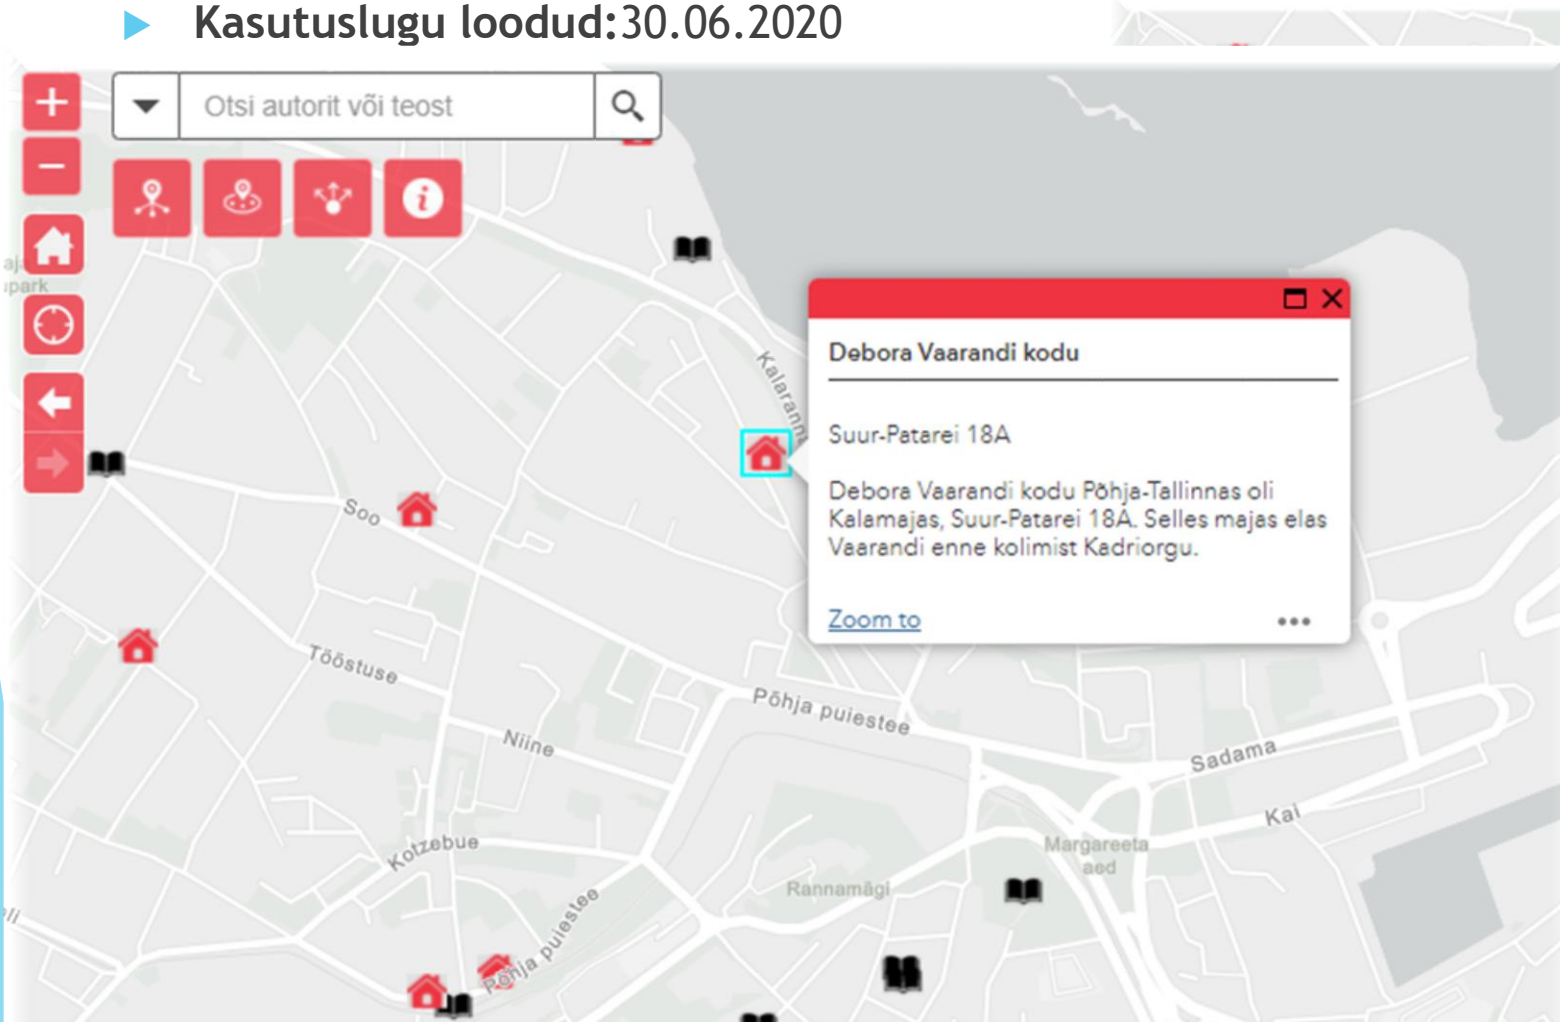 Kasutuslugu loodud:30.06.2020
Otsi autorit või teost
Debora Vaarandi kodu
Suur-Patarei 18A
Debora Vaarandi kodu Põhja-Tallinnas oli
Kalamajas, Suur-Patarei 18A. Selles majas elas
Vaarandi enne kolimist Kadriorgu.
Zoom to
Soo
Tööstuse
Põhja puiestee
Niine
Sadama
Kai
Kotzebue
Margareeta
aed
Rannamägi
Põhja puiestee